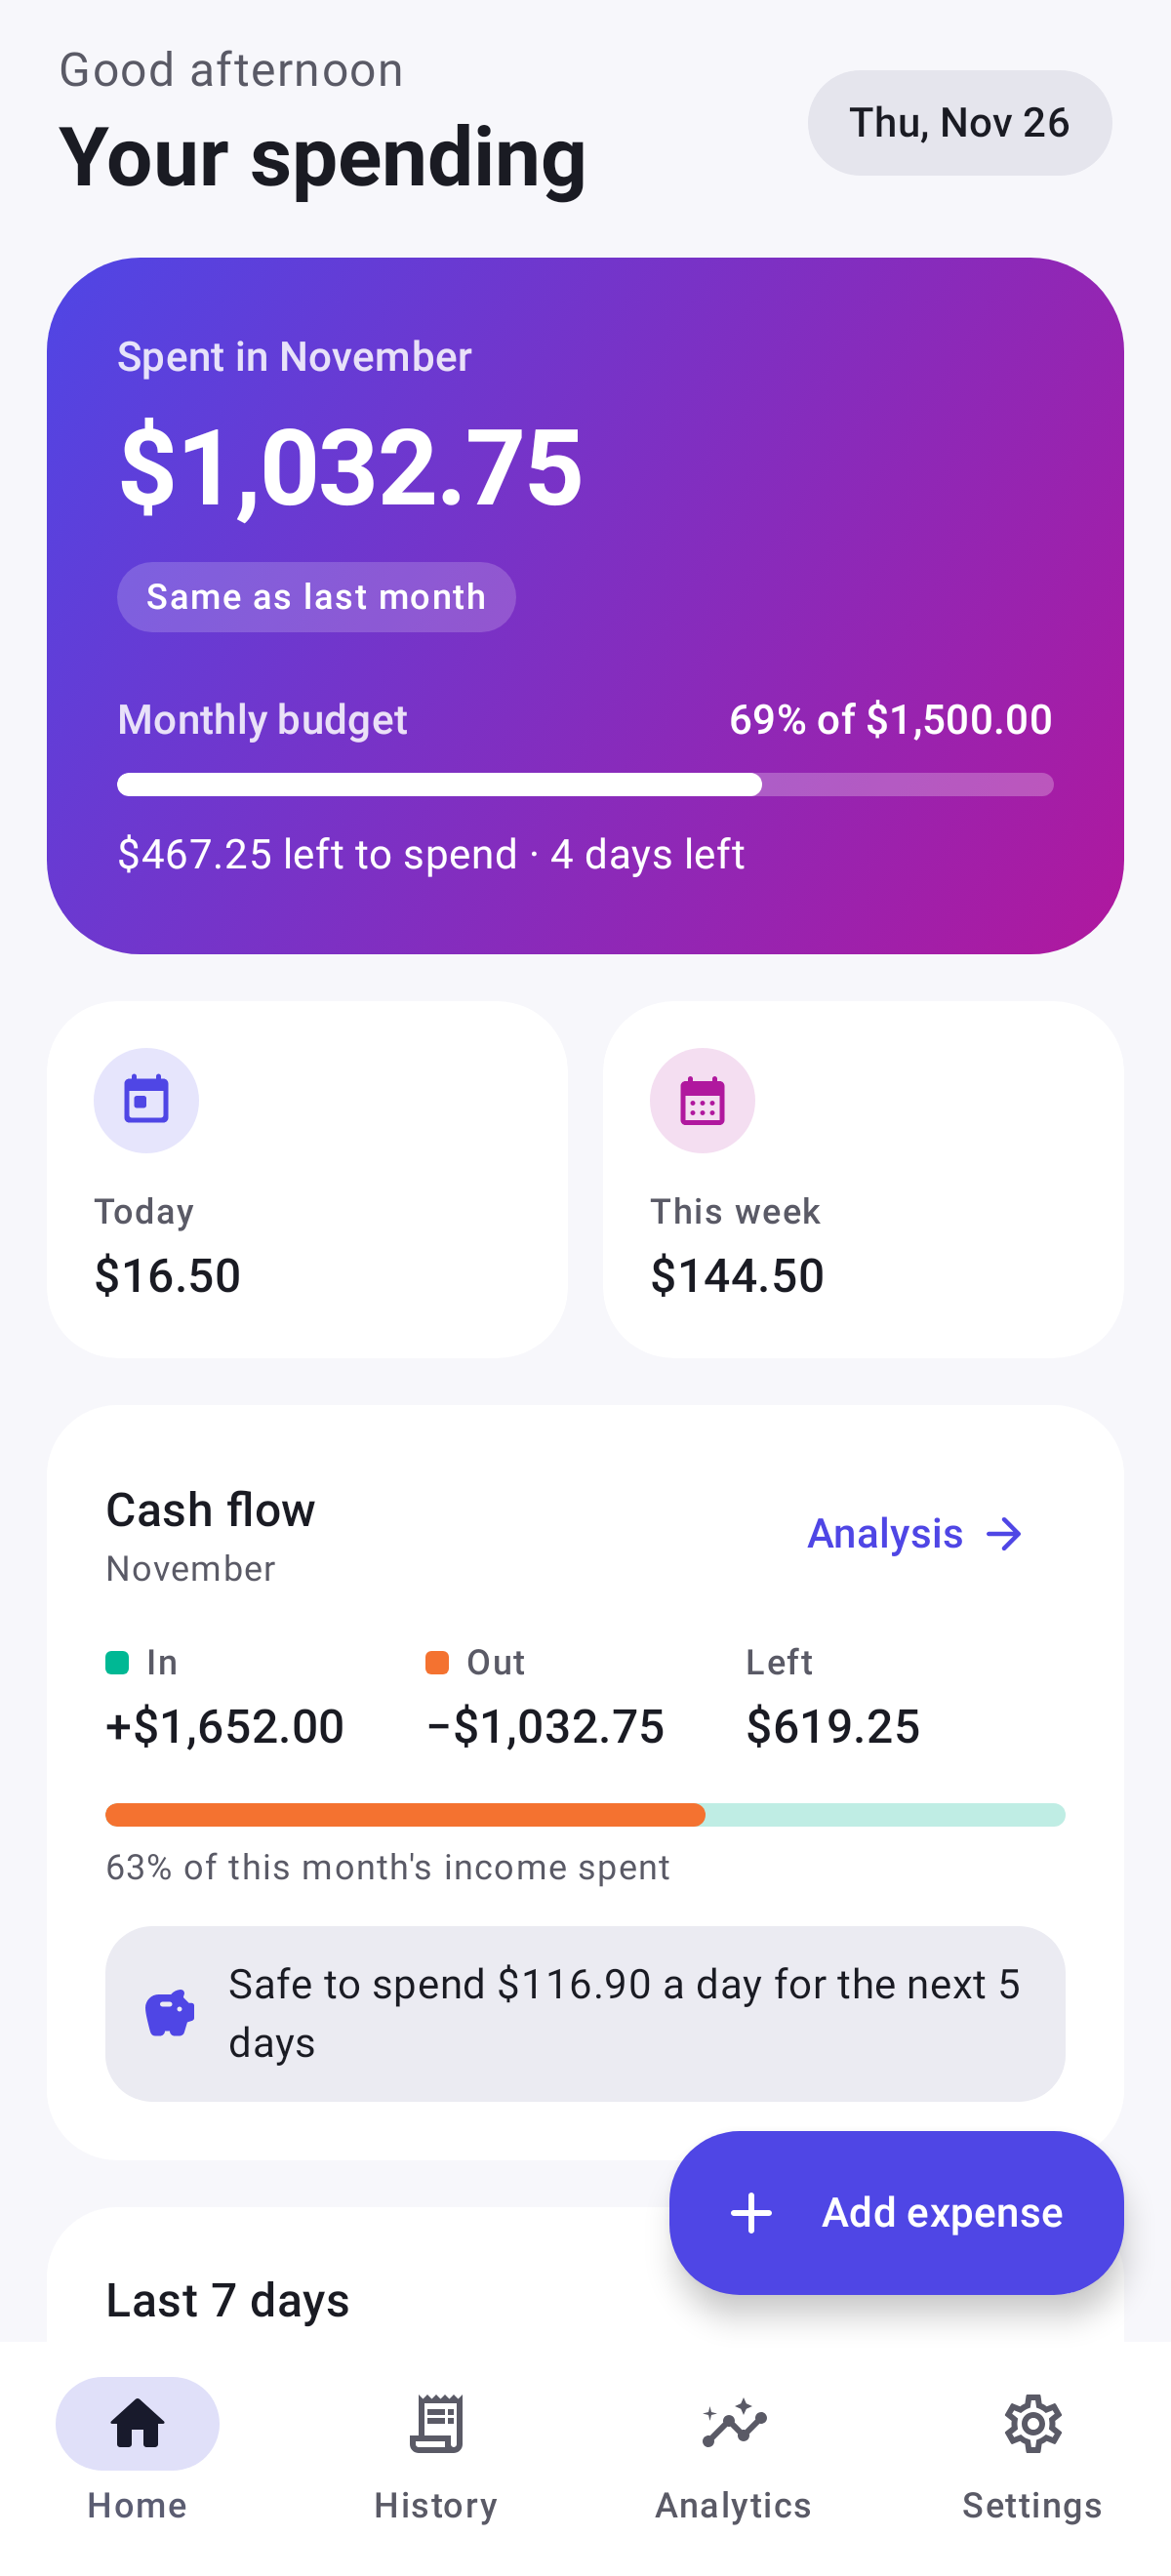 Good afternoon
Your spending
Thu, Nov 26
Spent in November
$1,032.75
Same as last month
Monthly budget
69% of $1,500.00
$467.25 left to spend · 4 days left
Today
$16.50
This week
$144.50
Cash flow
November
Analysis
In
+$1,652.00
Out
−$1,032.75
Left
$619.25
63% of this month's income spent
Safe to spend $116.90 a day for the next 5
days
Add expense
Last 7 days
Home
History
Analytics
Settings